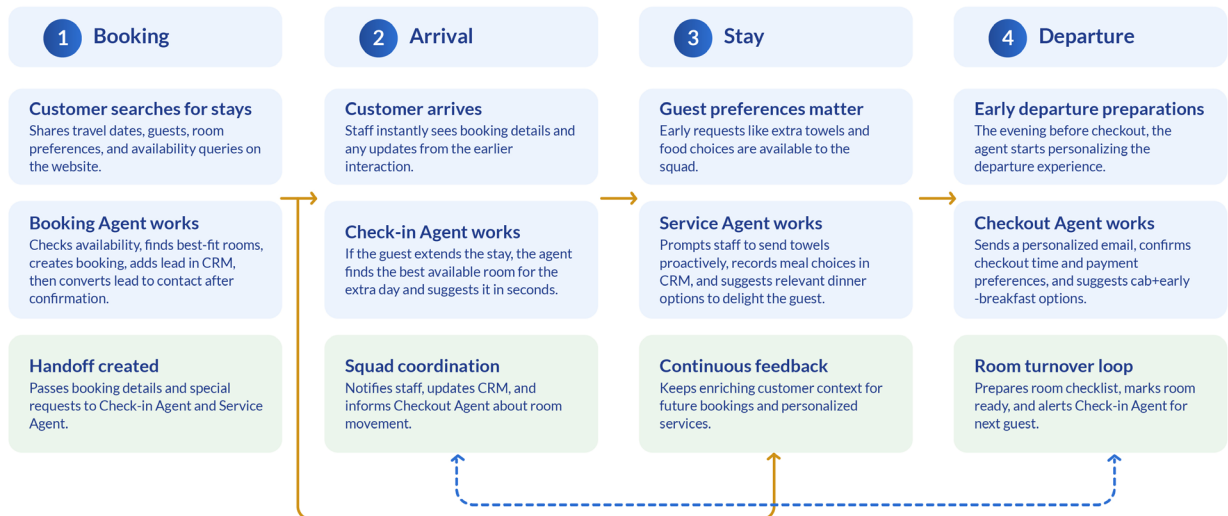 1 Booking
Customer searches for stays
Shares travel dates, guests, room
preferences, and availability queries on
the website.
Booking Agent works
Checks availability, finds best-fit rooms,
creates booking, adds lead in CRM,
then converts lead to contact after
confirmation.
Handoff created
Passes booking details and special
requests to Check-in Agent and Service
Agent.
2 Arrival
Customer arrives
Staff instantly sees booking details and
any updates from the earlier
interaction.
Check-in Agent works
If the guest extends the stay, the agent
finds the best available room for the
extra day and suggests it in seconds.
Squad coordination
Notifies staff, updates CRM, and
informs Checkout Agent about room
movement.
3 Stay
Guest preferences matter
Early requests like extra towels and
food choices are available to the
squad.
Service Agent works
Prompts staff to send towels
proactively, records meal choices in
CRM, and suggests relevant dinner
options to delight the guest.
Continuous feedback
Keeps enriching customer context for
future bookings and personalized
services.
4 Departure
Early departure preparations
The evening before checkout, the
agent starts personalizing the
departure experience.
Checkout Agent works
Sends a personalized email, confirms
checkout time and payment
preferences, and suggests cab+early
-breakfast options.
Room turnover loop
Prepares room checklist, marks room
ready, and alerts Check-in Agent for
next guest.